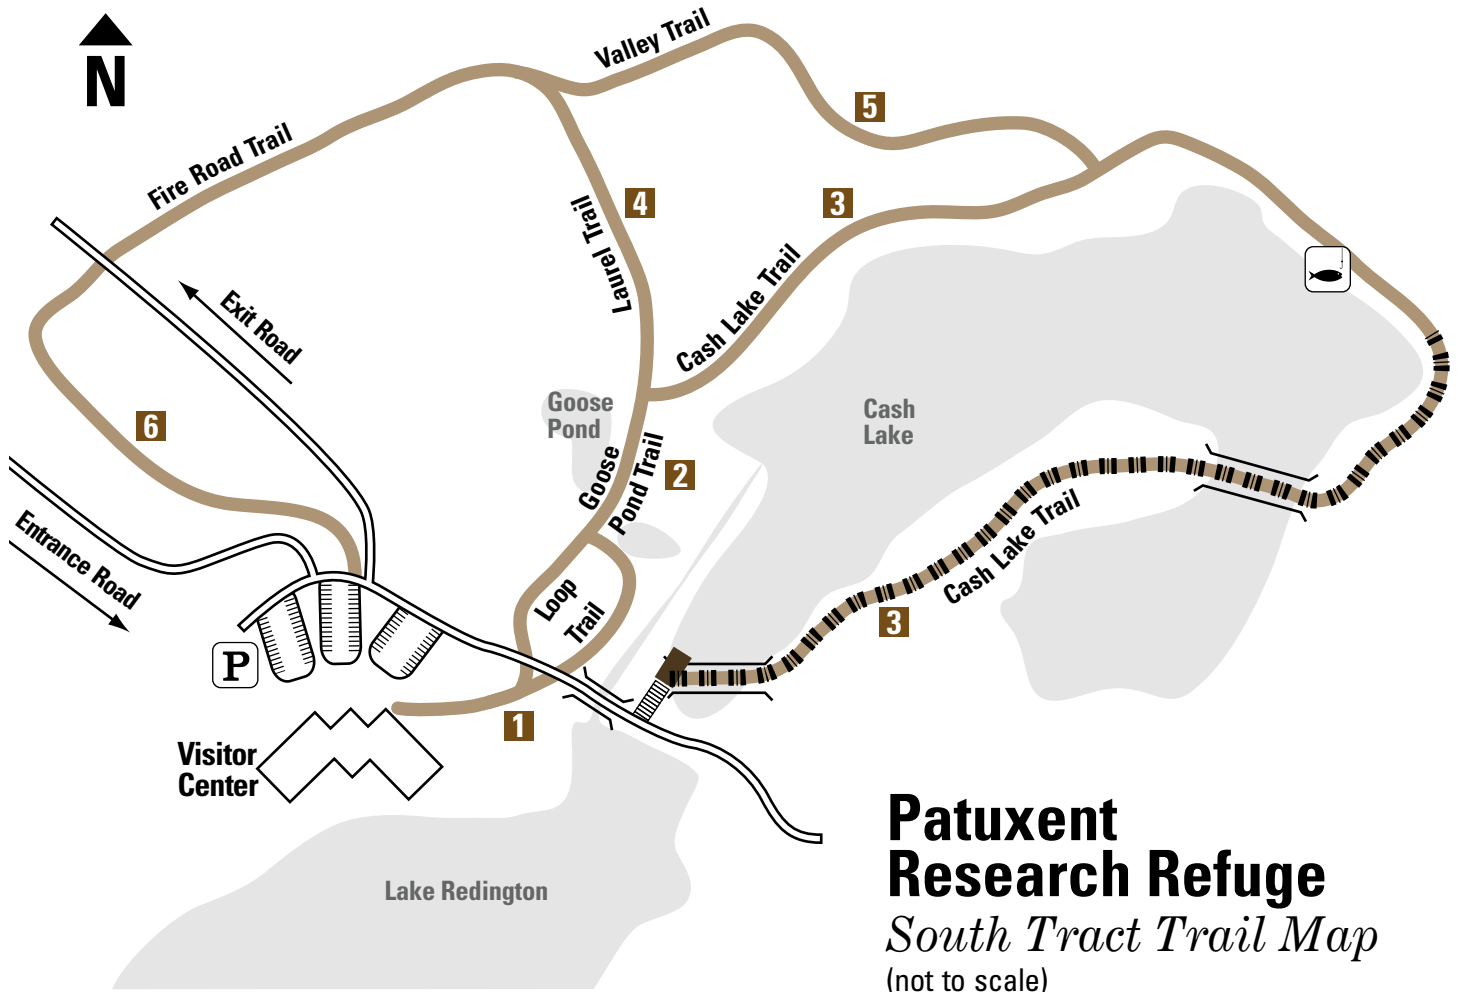 N
Valley Trail
5
Fire Road Trail
4
3
Laurel Trail
Cash Lake Trail
Exit Road
Goose
Pond
Cash
Lake
6
Goose
Pond Trail
2
Entrance Road
Cash Lake Trail
Loop
Trail
3
P
1
Visitor
Center
Patuxent
Research Refuge
South Tract Trail Map
(not to scale)
Lake Redington